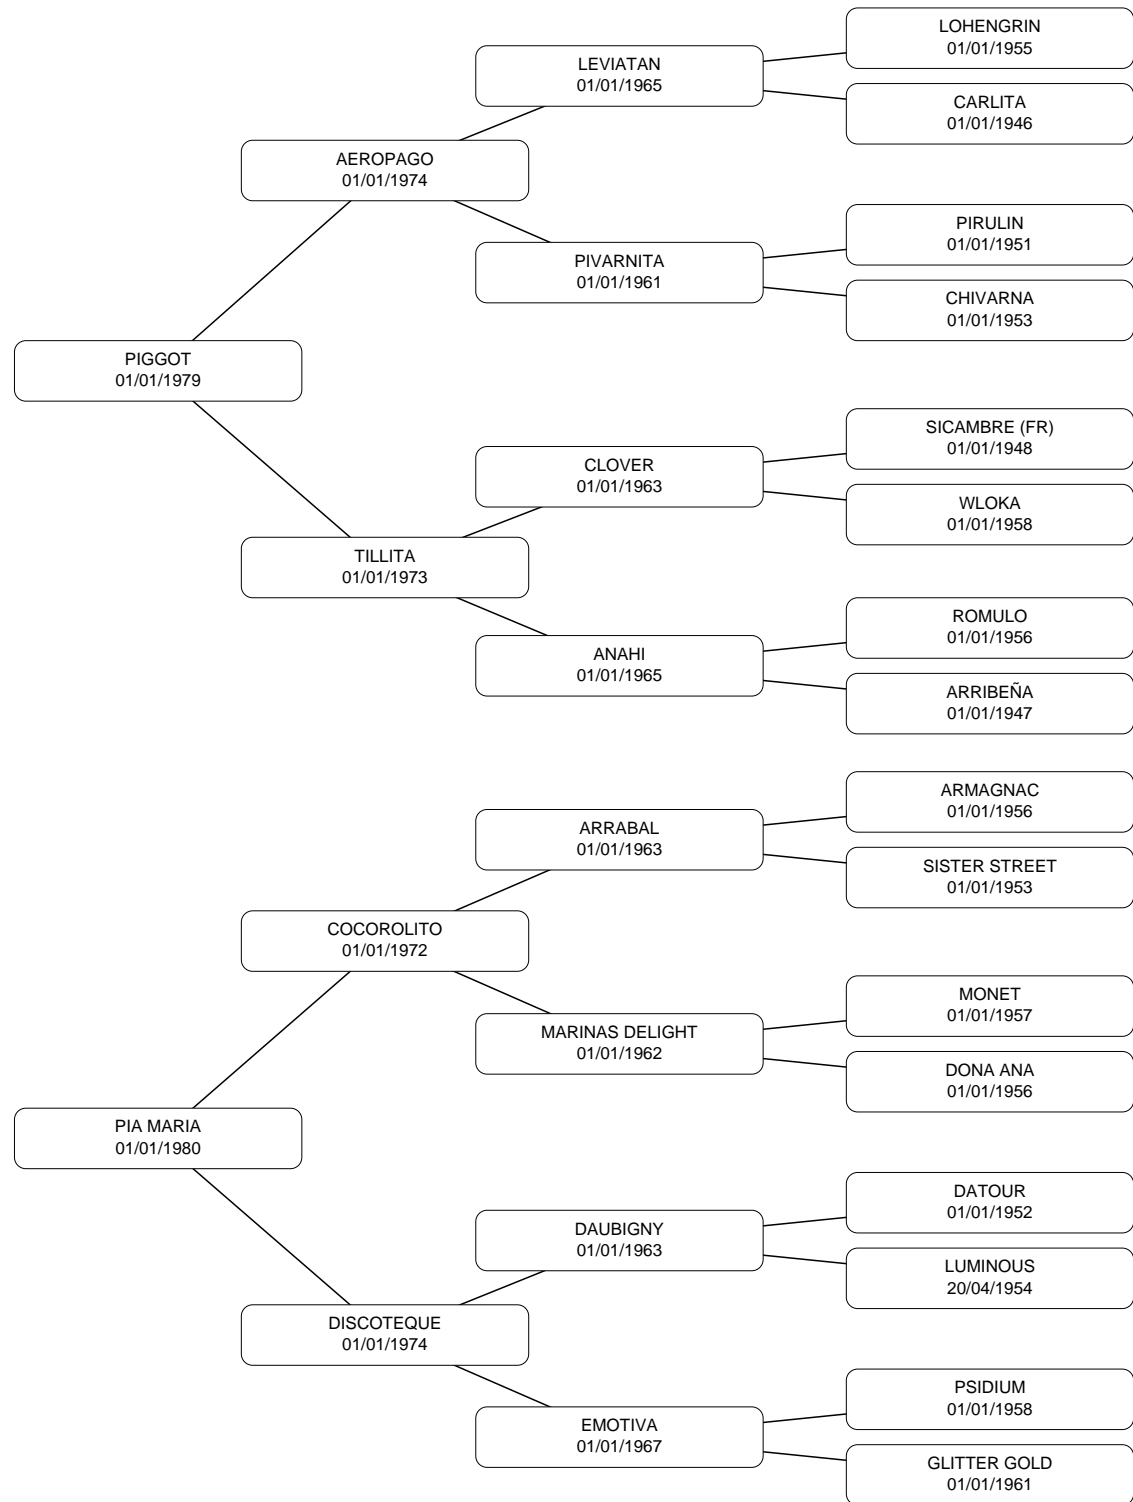 LOHENGRIN
01/01/1955
LEVIATAN
01/01/1965
CARLITA
01/01/1946
AEROPAGO
01/01/1974
PIRULIN
01/01/1951
PIVARNITA
01/01/1961
CHIVARNA
01/01/1953
PIGGOT
01/01/1979
SICAMBRE (FR)
01/01/1948
CLOVER
01/01/1963
WLOKA
01/01/1958
TILLITA
01/01/1973
ROMULO
01/01/1956
ANAHI
01/01/1965
ARRIBEÑA
01/01/1947
ARMAGNAC
01/01/1956
ARRABAL
01/01/1963
SISTER STREET
01/01/1953
COCOROLITO
01/01/1972
MONET
01/01/1957
MARINAS DELIGHT
01/01/1962
DONA ANA
01/01/1956
PIA MARIA
01/01/1980
DATOUR
01/01/1952
DAUBIGNY
01/01/1963
LUMINOUS
20/04/1954
DISCOTEQUE
01/01/1974
PSIDIUM
01/01/1958
EMOTIVA
01/01/1967
GLITTER GOLD
01/01/1961